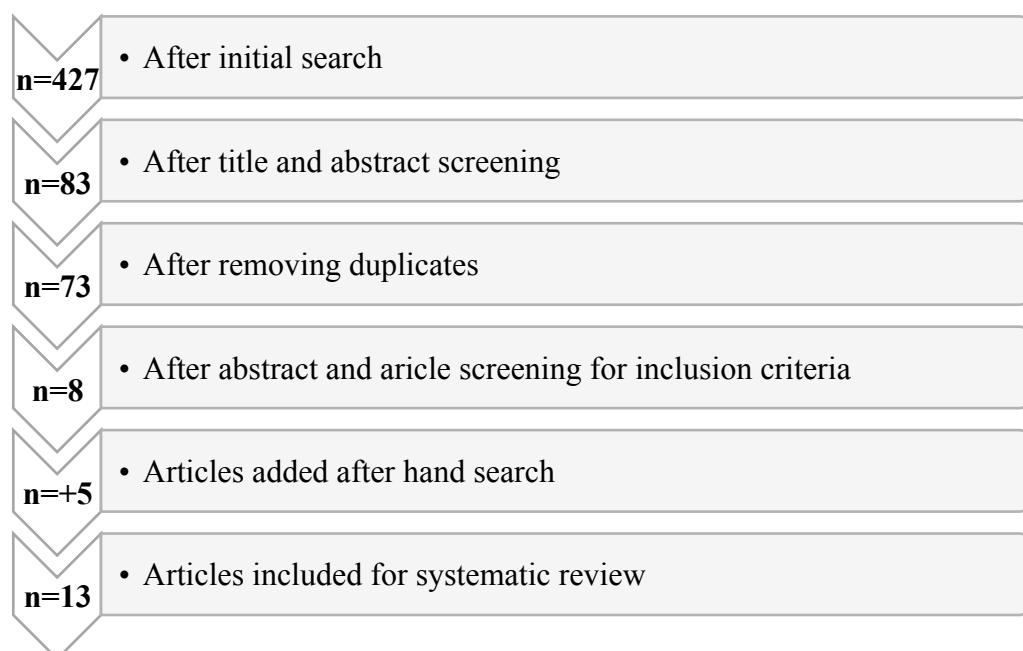 n=427 • After initial search
n=83 • After title and abstract screening
n=73 • After removing duplicates
n=8 • After abstract and aricle screening for inclusion criteria
n=+5 • Articles added after hand search
n=13 • Articles included for systematic review